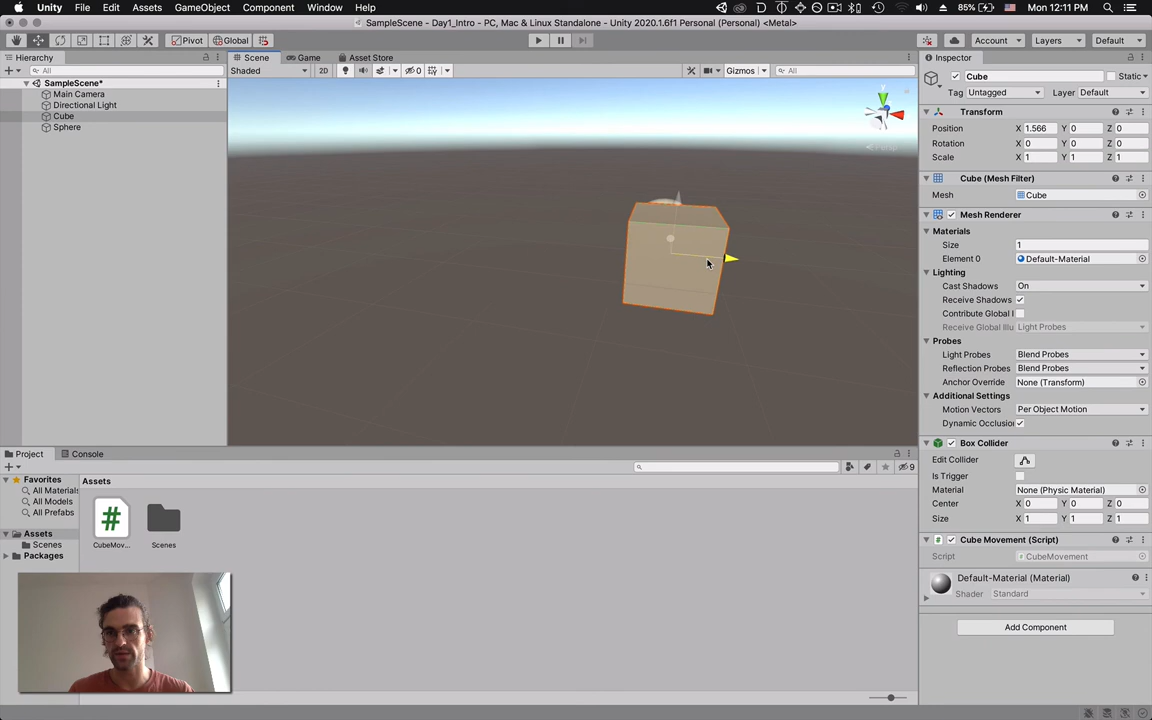 Unity File Edit Assets GameObject Component Window Help 85% Mon 12:11 PM
SampleScene - Day1_Intro - PC, Mac & Linux Standalone - Unity 2020.1.6f1 Personal (Personal) <Metal>
Pivot Global Account Layers Default
Hierarchy Scene Game Asset Store Inspector
All Shaded 2D 0 Gizmos All
Cube Static
SampleScene*
Tag Untagged Layer Default
Main Camera
Directional Light
Cube
Sphere
Persp
Transform
Position X 1.566 Y 0 Z 0
Rotation X 0 Y 0 Z 0
Scale X 1 Y 1 Z 1
Cube (Mesh Filter)
Mesh Cube
Mesh Renderer
Materials
Size 1
Element 0 Default-Material
Lighting
Cast Shadows On
Receive Shadows
Contribute Global I
Receive Global Illu Light Probes
Probes
Light Probes Blend Probes
Reflection Probes Blend Probes
Anchor Override None (Transform)
Additional Settings
Motion Vectors Per Object Motion
Dynamic Occlusion
Box Collider
Edit Collider
Is Trigger
Material None (Physic Material)
Center X 0 Y 0 Z 0
Size X 1 Y 1 Z 1
Cube Movement (Script)
Script CubeMovement
Default-Material (Material)
Shader Standard
Add Component
Project Console
9
Favorites
All Materials
All Models
All Prefabs
Assets
Scenes
Packages
Assets
CubeMov... Scenes